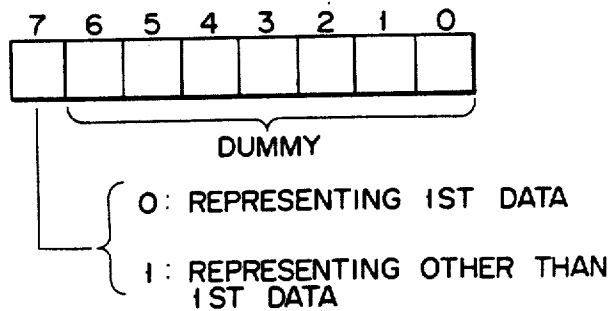 7 6 5 4 3 2 1 0
DUMMY
0: REPRESENTING 1ST DATA
1: REPRESENTING OTHER THAN
1ST DATA